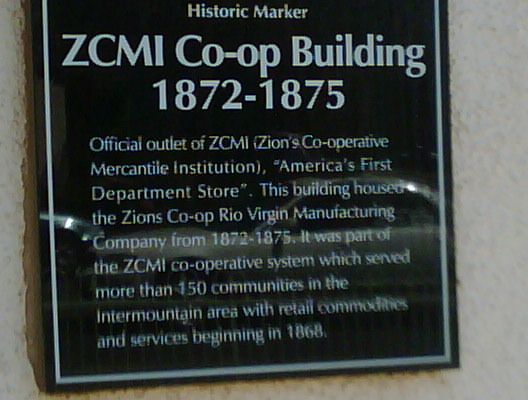 Historic Marker
ZCMI Co-op Building
1872-1875
Official outlet of ZCMI (Zion's Co-operative
Mercantile Institution), "America's First
Department Store". This building housed
the Zions Co-op Rio Virgin Manufacturing
Company from 1872-1875. It was part of
the ZCMI co-operative system which served
more than 150 communities in the
Intermountain area with retail commodities
and services beginning in 1868.